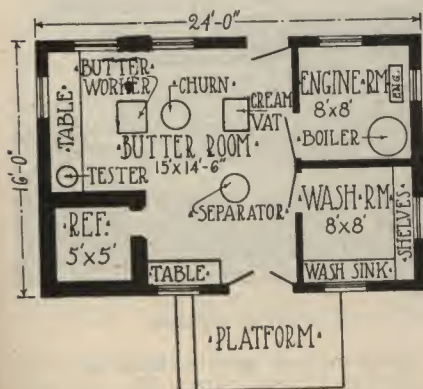 24'-0"
16'-0"
·BUTTER·
WORKER·
·CHURN·
·CREAM
VAT
ENGINE·RM·
8'x8'
ENG.
BOILER·
·TABLE·
BUTTER ROOM
15'x14'-6"
·TESTER
·SEPARATOR·
·WASH·RM·
8'x8'
·SHELVES·
·REF.·
5'x5'
·TABLE·
WASH SINK·
·PLATFORM·